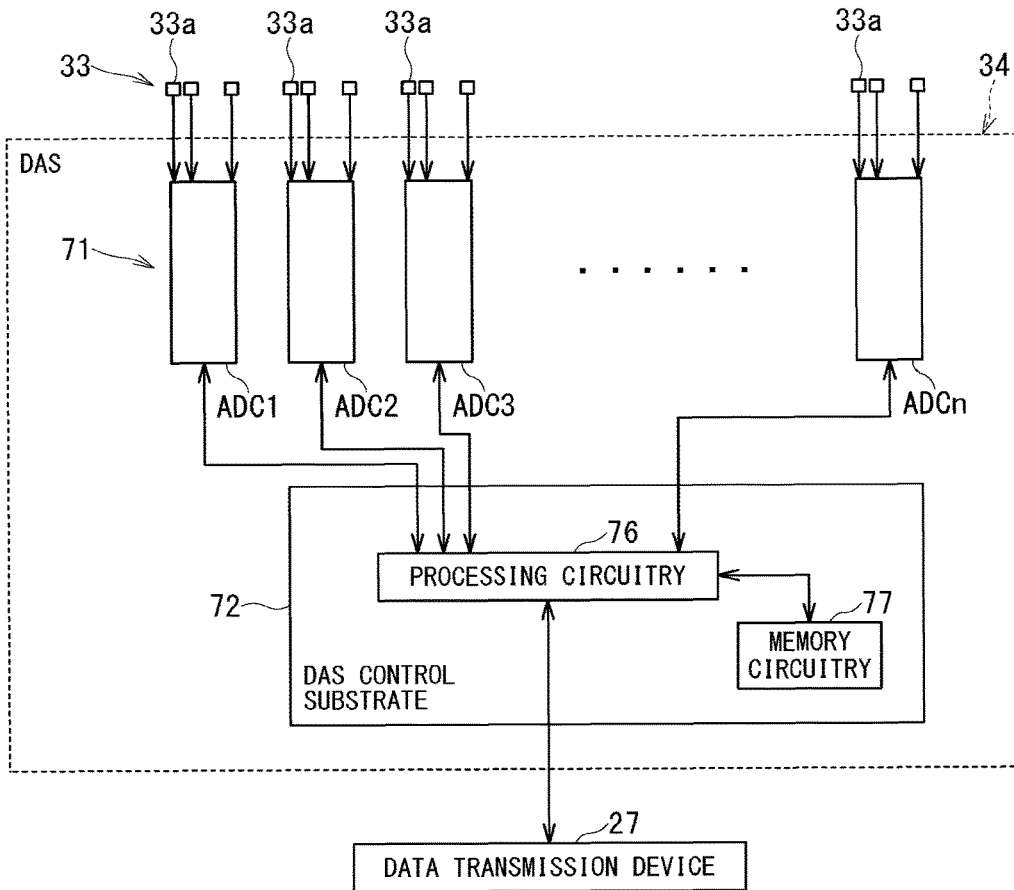 33a 33a 33a 33a
33 34
DAS
71
ADC1 ADC2 ADC3 ADCn
76
PROCESSING CIRCUITRY
72 77
MEMORY
CIRCUITRY
DAS CONTROL
SUBSTRATE
27
DATA TRANSMISSION DEVICE